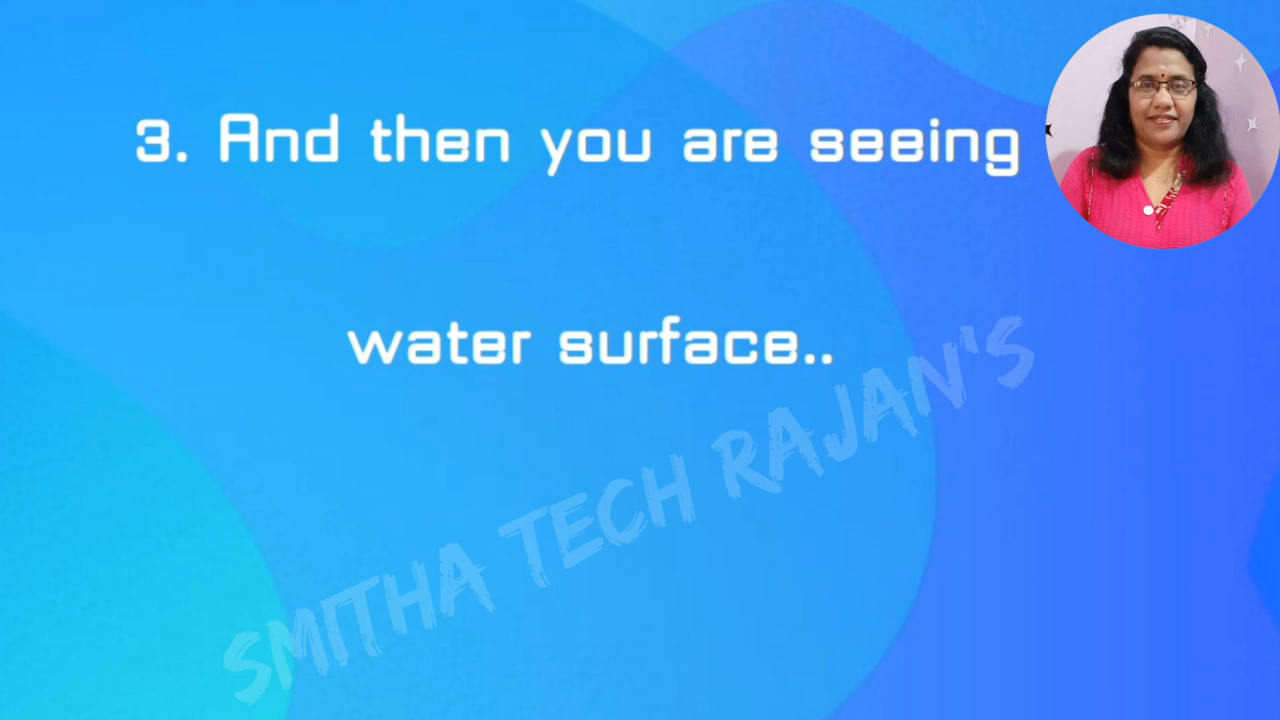 3. And then you are seeing
water surface..
SMITHA TECH RAJAN'S